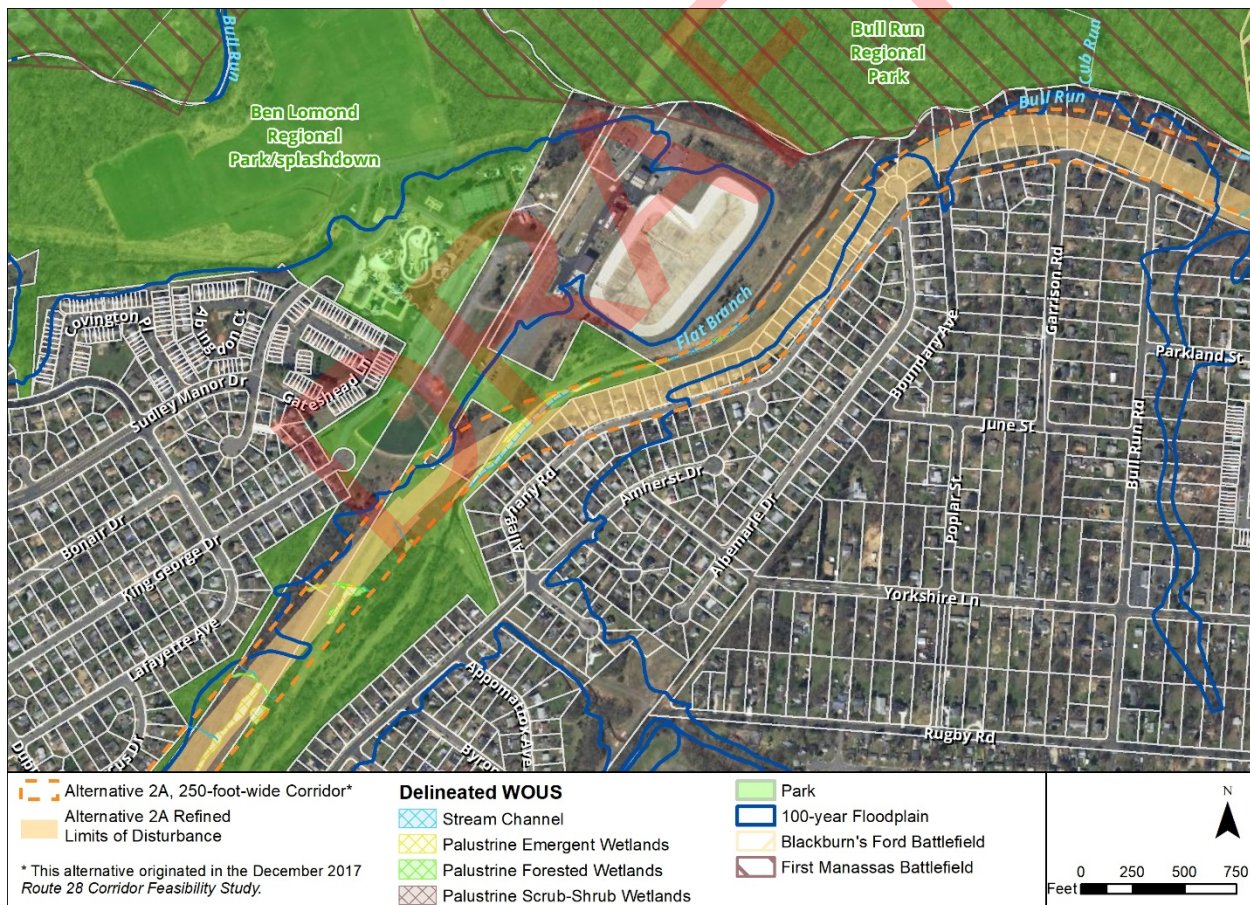 Bull Run
Bull Run
Regional
Park
Cub Run
Bull Run
Ben Lomond
Regional
Park/splashdown
DRAFT
Flat Branch
Covington Pl
Abingdon Ct
Gateshead Ln
Sudley Manor Dr
Bonair Dr
King George Dr
Lafayette Ave
Alleghany Rd
Amherst Dr
Albemarle Dr
Boundary Ave
Garrison Rd
Parkland St
June St
Bull Run Rd
Poplar St
Yorkshire Ln
Appomattox Ave
Rugby Rd
Alternative 2A, 250-foot-wide Corridor*
Alternative 2A Refined
Limits of Disturbance
* This alternative originated in the December 2017
Route 28 Corridor Feasibility Study.
Delineated WOUS
Stream Channel
Palustrine Emergent Wetlands
Palustrine Forested Wetlands
Palustrine Scrub-Shrub Wetlands
Park
100-year Floodplain
Blackburn's Ford Battlefield
First Manassas Battlefield
N
0 250 500 750
Feet